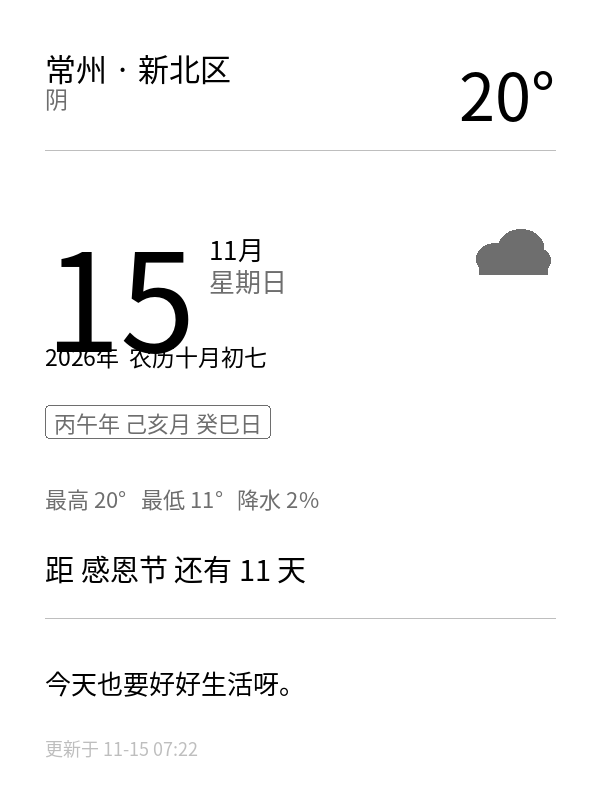 常州 · 新北区
阴
20°
15
11月
星期日
2026年 农历十月初七
丙午年 己亥月 癸巳日
最高 20° 最低 11° 降水 2%
距 感恩节 还有 11 天
今天也要好好生活呀。
更新于 11-15 07:22